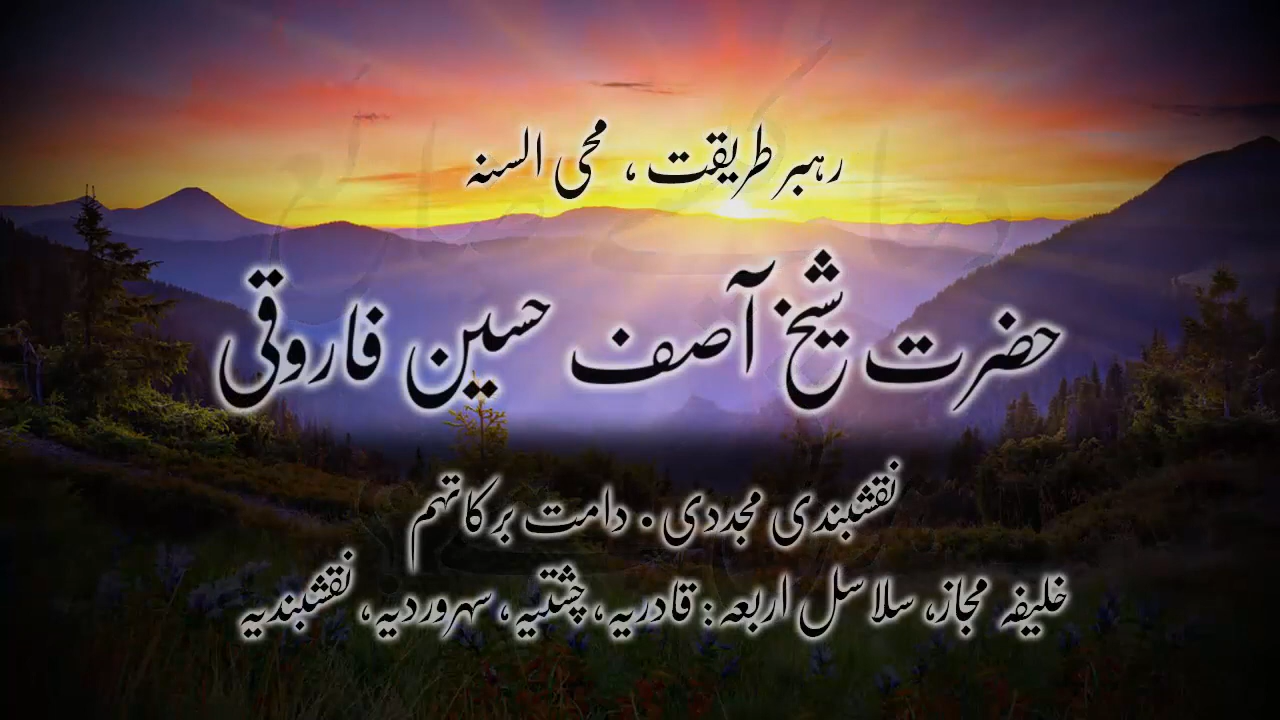 رہبر طریقت ، محی السنہ
حضرت شیخ آصف حسین فاروقی
نقشبندی مجددی . دامت برکاتہم
خلیفہ مجاز، سلاسل اربعہ : قادریہ، چشتیہ، سہروردیہ، نقشبندیہ